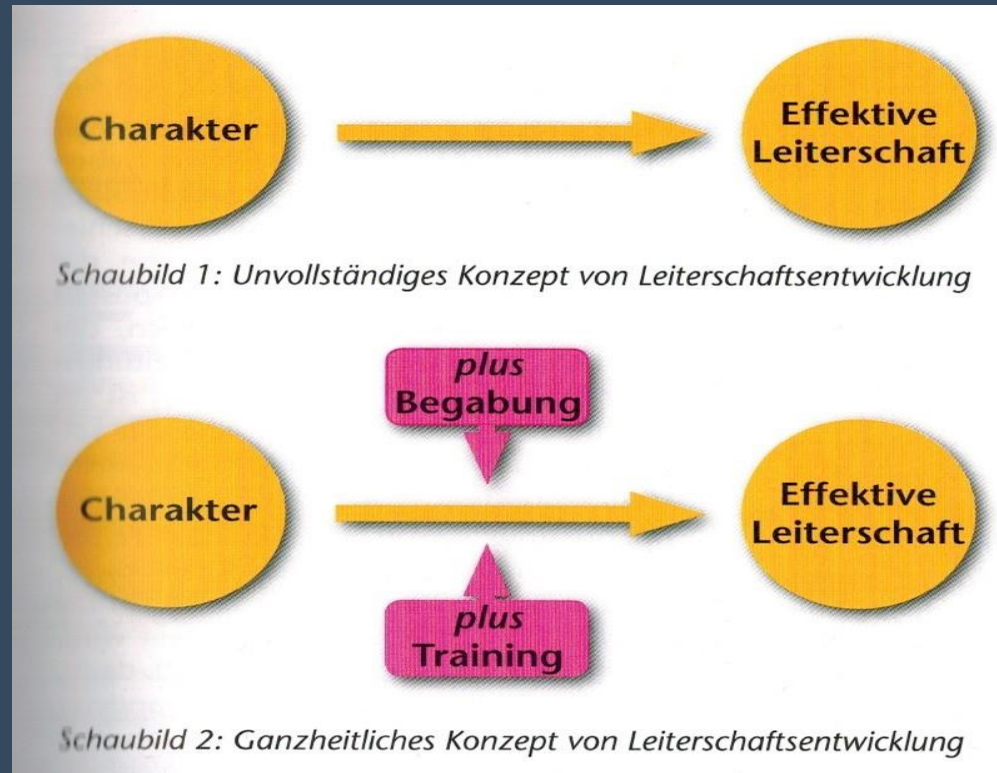 Charakter
Effektive
Leiterschaft
Schaubild 1: Unvollständiges Konzept von Leiterschaftsentwicklung
plus
Begabung
Charakter
Effektive
Leiterschaft
plus
Training
Schaubild 2: Ganzheitliches Konzept von Leiterschaftsentwicklung